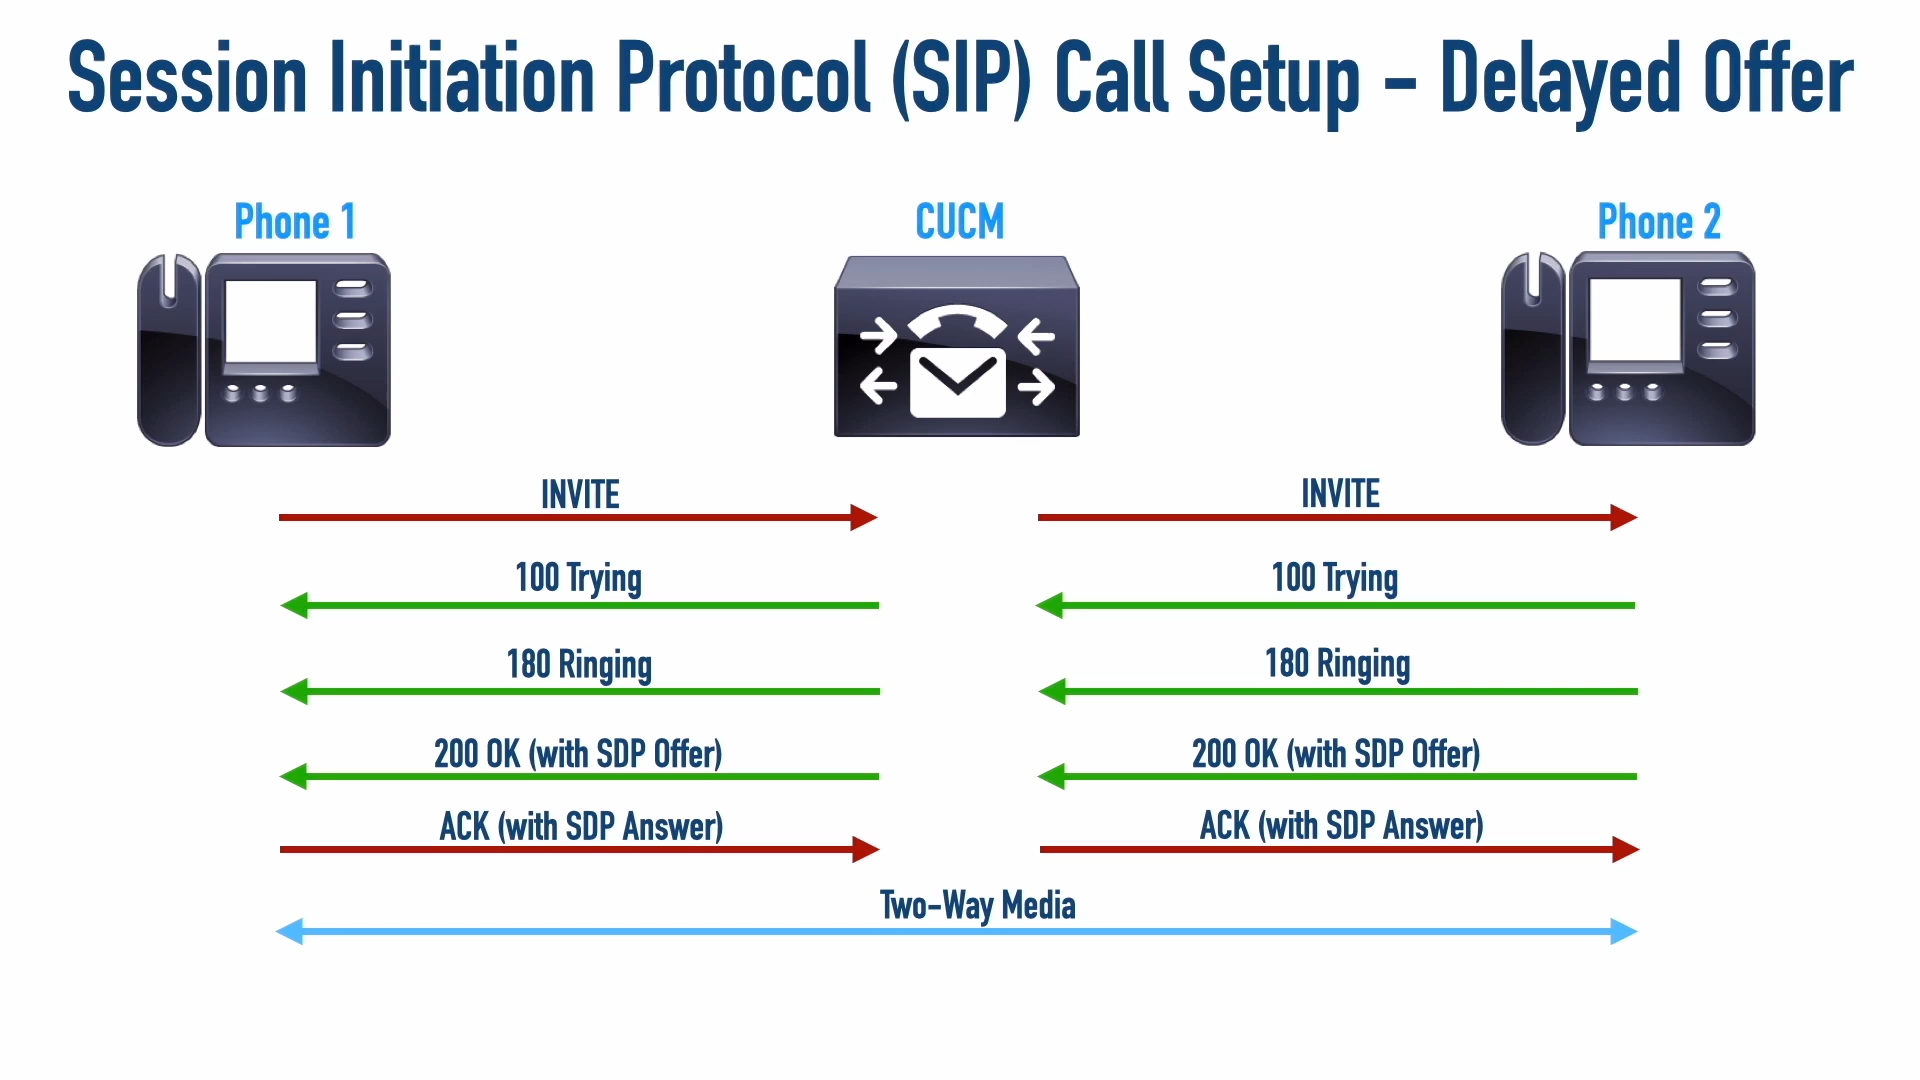 Session Initiation Protocol (SIP) Call Setup - Delayed Offer
Phone 1
CUCM
Phone 2
INVITE
INVITE
100 Trying
100 Trying
180 Ringing
180 Ringing
200 OK (with SDP Offer)
200 OK (with SDP Offer)
ACK (with SDP Answer)
ACK (with SDP Answer)
Two-Way Media